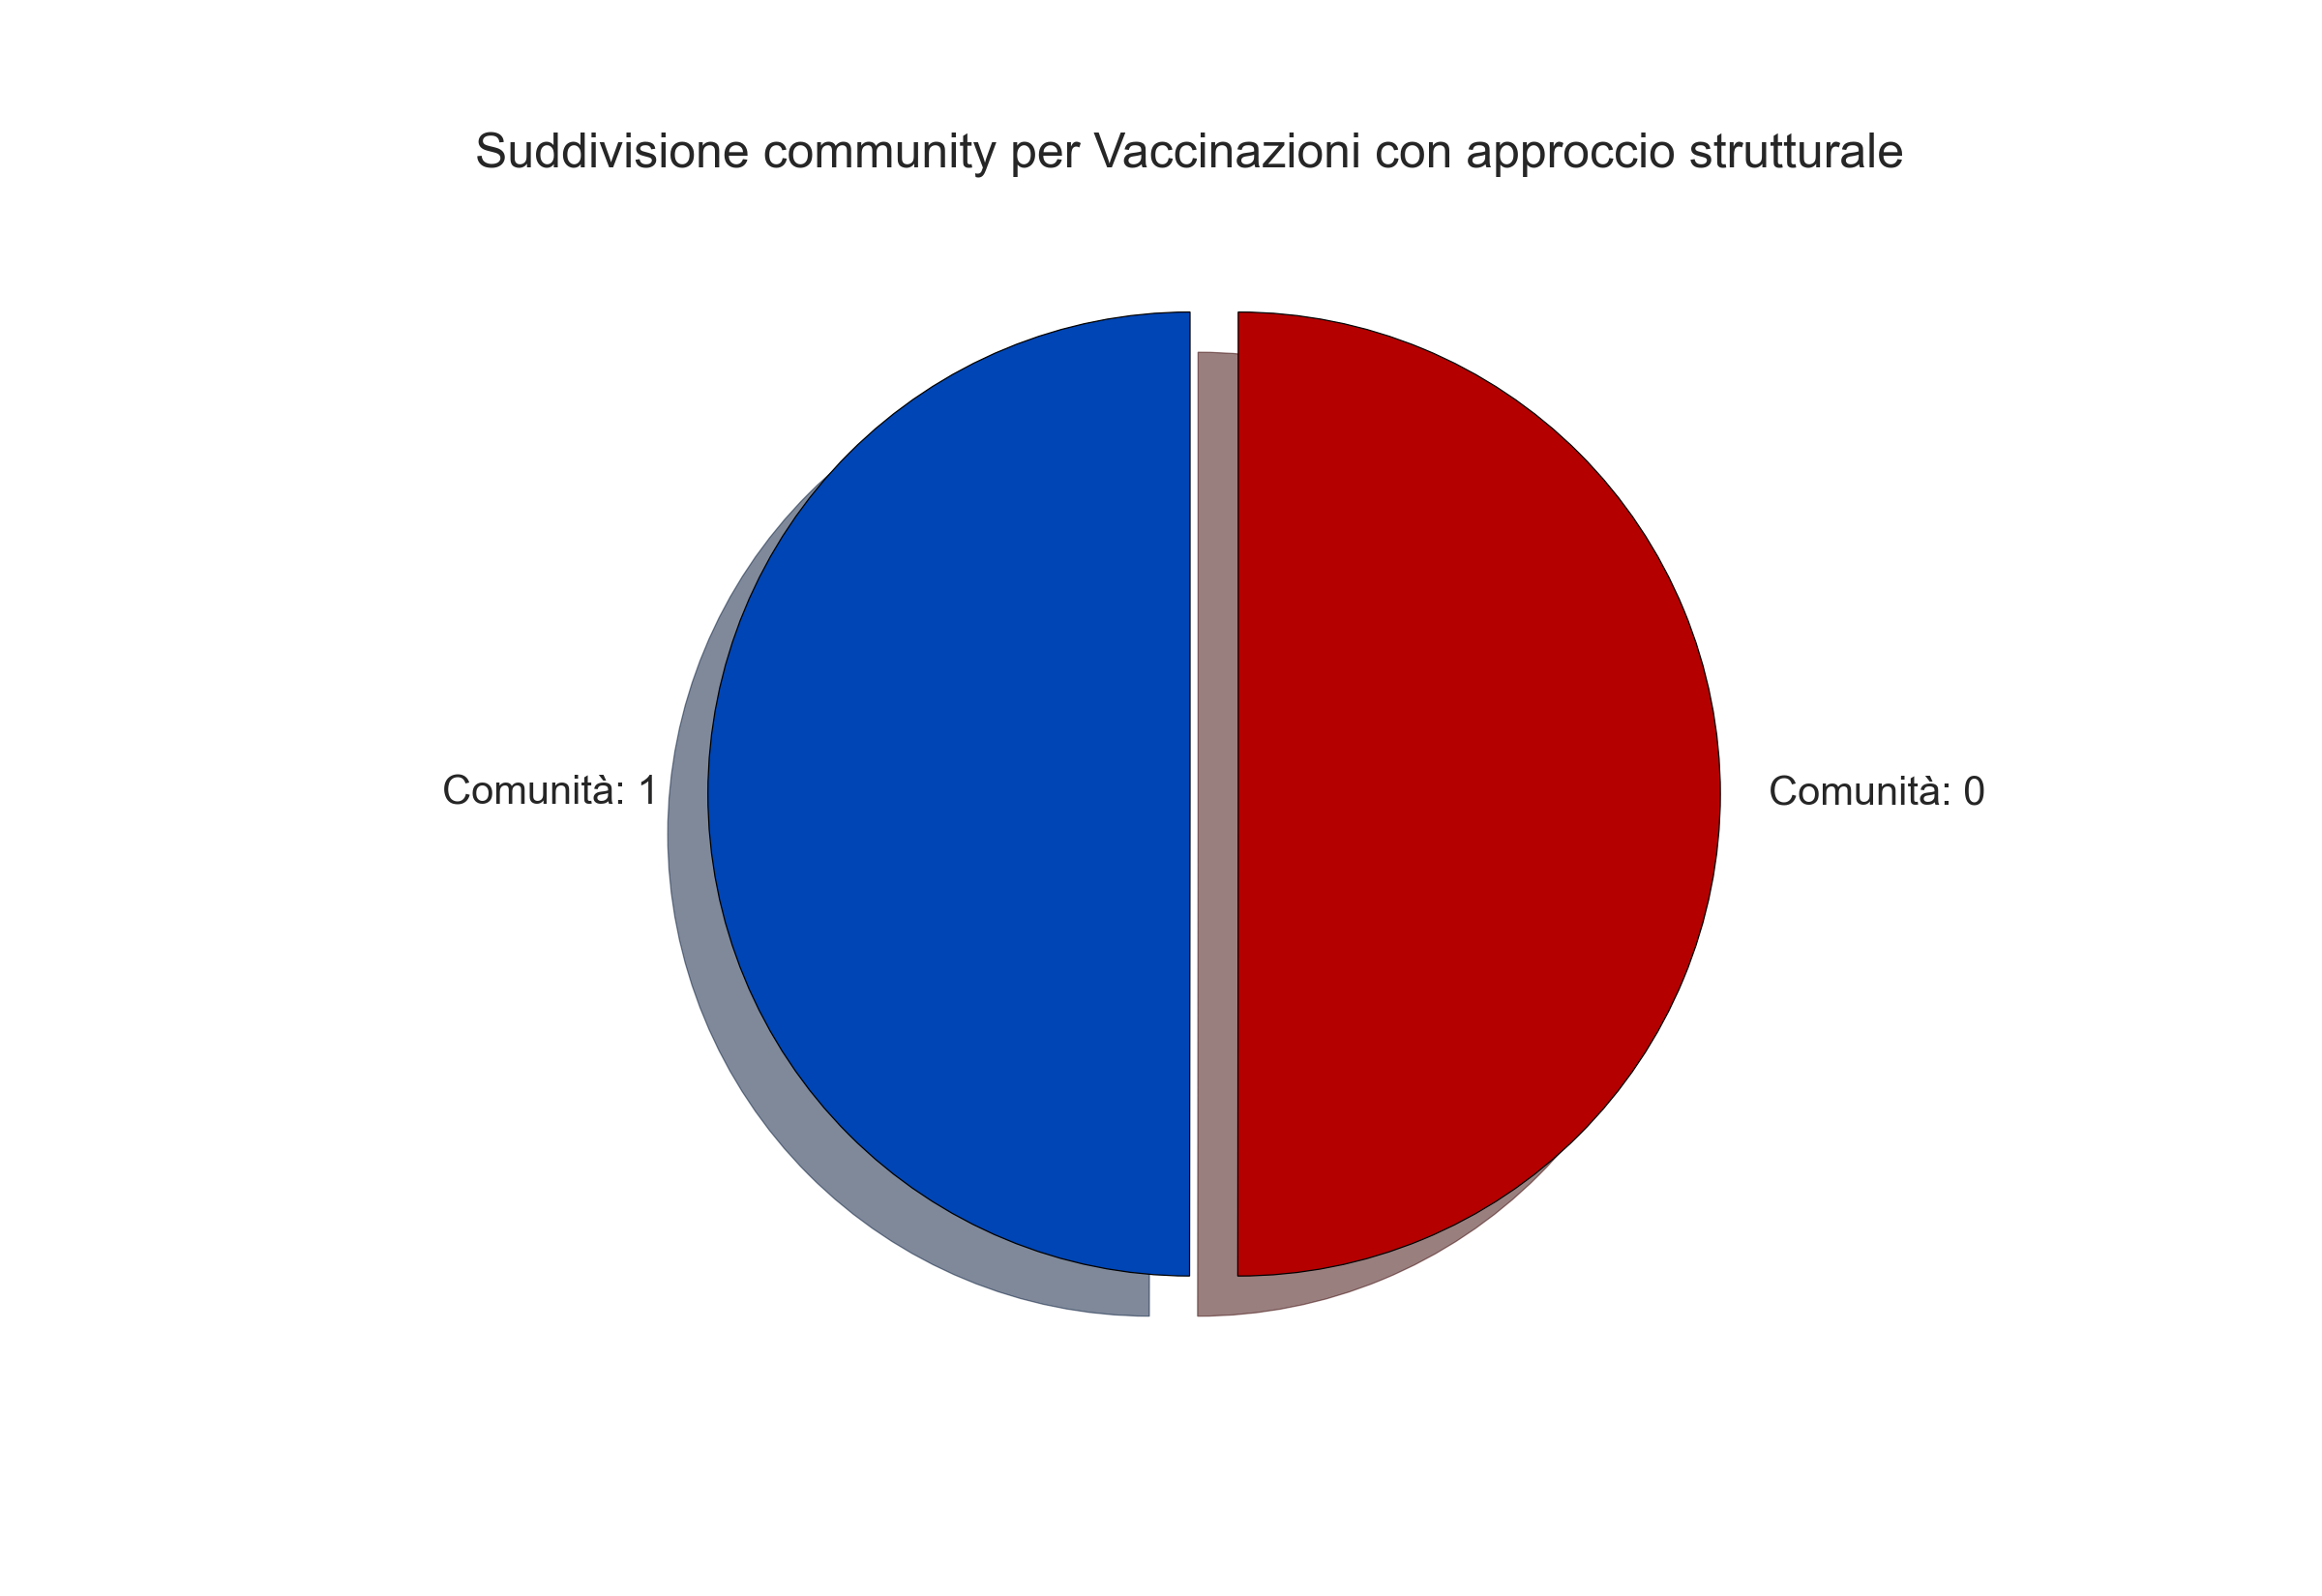 Suddivisione community per Vaccinazioni con approccio strutturale
Comunità: 1
Comunità: 0